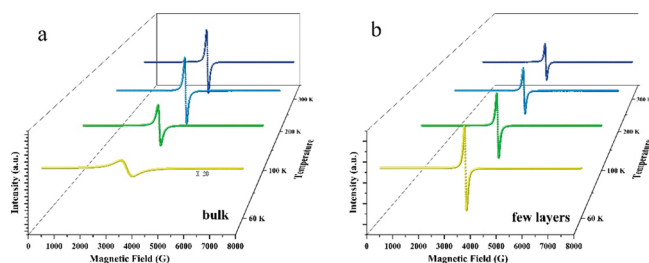 a
300 K
200 K
100 K
60 K
Temperature
Intensity (a.u.)
X 20
bulk
0 1000 2000 3000 4000 5000 6000 7000 8000
Magnetic Field (G)
b
300 K
200 K
100 K
60 K
Temperature
Intensity (a.u.)
few layers
0 1000 2000 3000 4000 5000 6000 7000 8000
Magnetic Field (G)